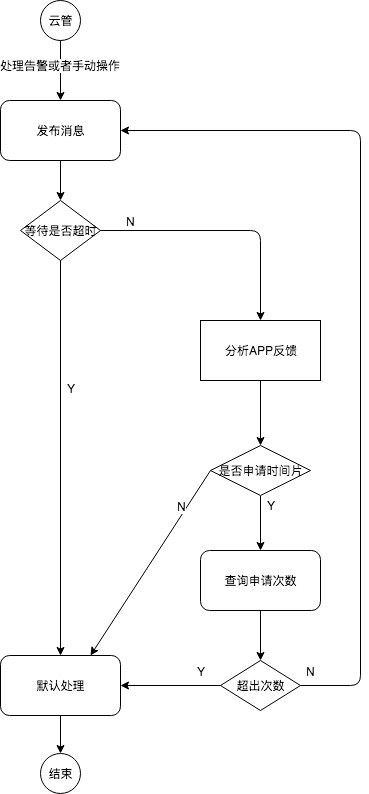 云管
处理告警或者手动操作
发布消息
等待是否超时
N
分析APP反馈
Y
是否申请时间片
N
Y
查询申请次数
默认处理
Y
超出次数
N
结束